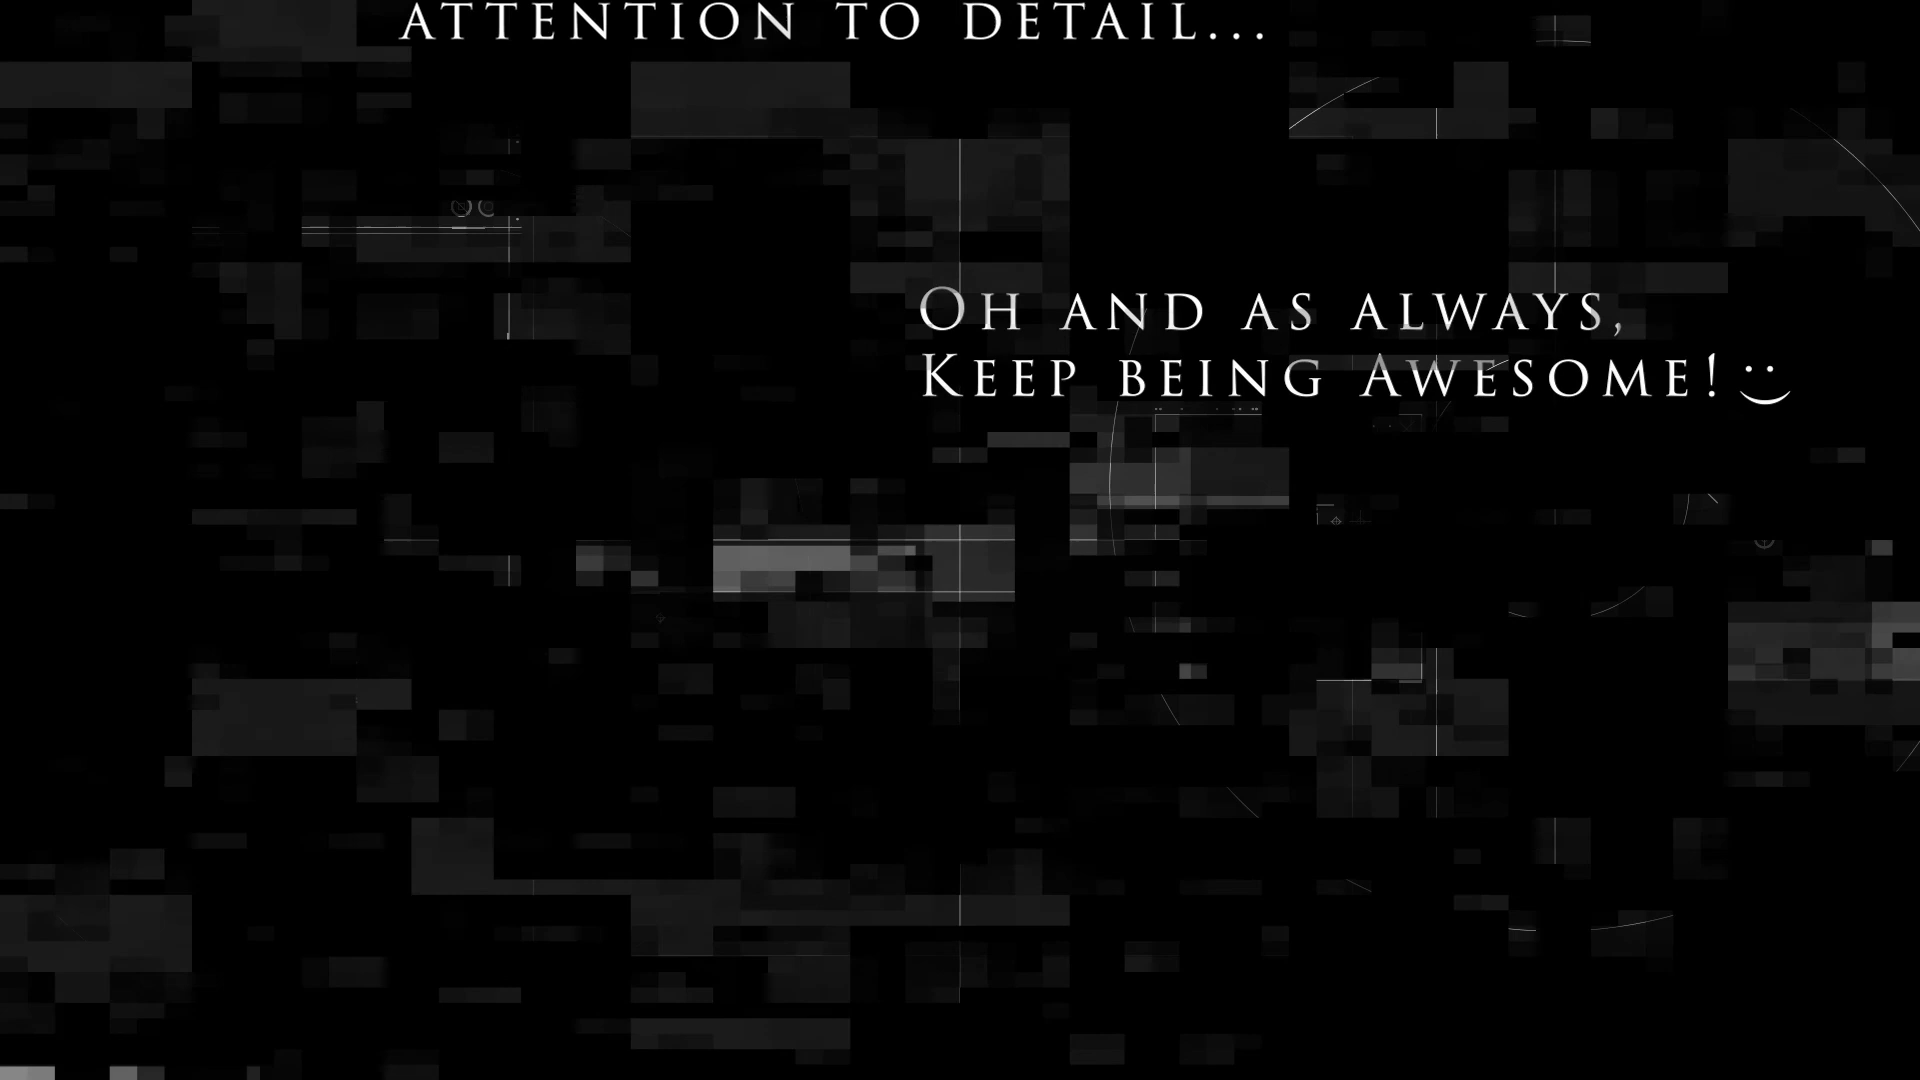 ATTENTION TO DETAIL...
OH AND AS ALWAYS,
KEEP BEING AWESOME!